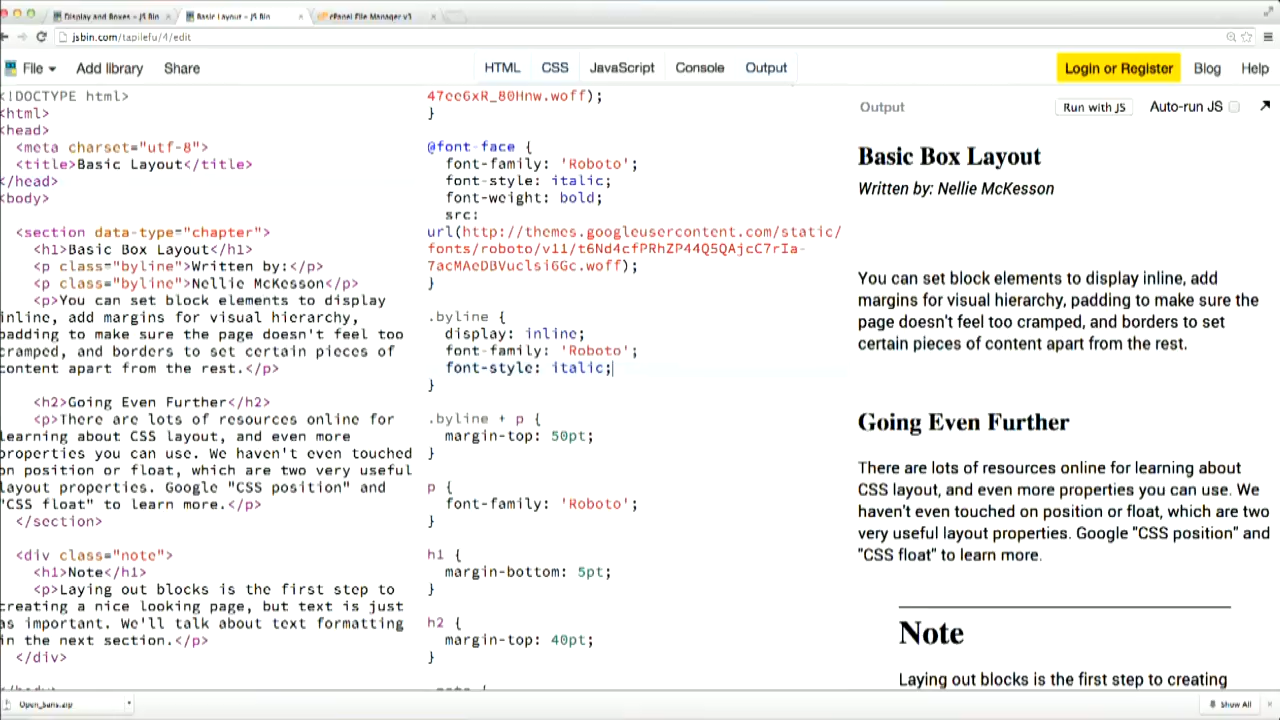 Display and Boxes - JS Bin
Basic Layout - JS Bin
cPanel File Manager v3
jsbin.com/tapilefu/4/edit
File
Add library
Share
HTML
CSS
JavaScript
Console
Output
Login or Register
Blog
Help
<!DOCTYPE html>
<html>
<head>
<meta charset="utf-8">
<title>Basic Layout</title>
</head>
<body>
<section data-type="chapter">
<h1>Basic Box Layout</h1>
<p class="byline">Written by:</p>
<p class="byline">Nellie McKesson</p>
<p>You can set block elements to display
inline, add margins for visual hierarchy,
padding to make sure the page doesn't feel too
cramped, and borders to set certain pieces of
content apart from the rest.</p>
<h2>Going Even Further</h2>
<p>There are lots of resources online for
learning about CSS layout, and even more
properties you can use. We haven't even touched
on position or float, which are two very useful
layout properties. Google "CSS position" and
"CSS float" to learn more.</p>
</section>
<div class="note">
<h1>Note</h1>
<p>Laying out blocks is the first step to
creating a nice looking page, but text is just
as important. We'll talk about text formatting
in the next section.</p>
</div>
@font-face {
font-family: 'Roboto';
font-style: italic;
font-weight: bold;
src:
url(http://themes.googleusercontent.com/static/
}
.byline {
display: inline;
font-family: 'Roboto';
font-style: italic;
}
.byline + p {
margin-top: 50pt;
}
p {
font-family: 'Roboto';
}
h1 {
margin-bottom: 5pt;
}
h2 {
margin-top: 40pt;
}
Output
Run with JS
Auto-run JS
Basic Box Layout
Written by: Nellie McKesson
You can set block elements to display inline, add
margins for visual hierarchy, padding to make sure the
page doesn't feel too cramped, and borders to set
certain pieces of content apart from the rest.
Going Even Further
There are lots of resources online for learning about
CSS layout, and even more properties you can use. We
haven't even touched on position or float, which are two
very useful layout properties. Google "CSS position" and
"CSS float" to learn more.
Note
Laying out blocks is the first step to creating
Open_Sans.zip
Show All